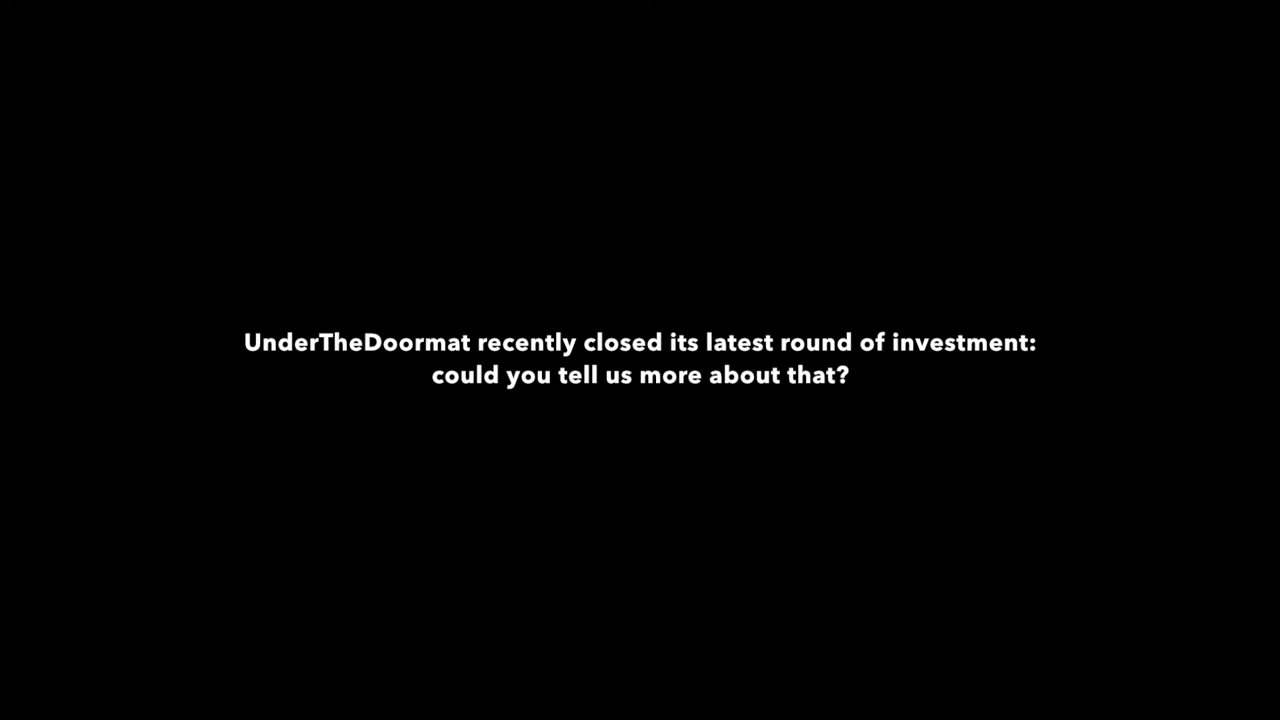 UnderTheDoormat recently closed its latest round of investment:
could you tell us more about that?